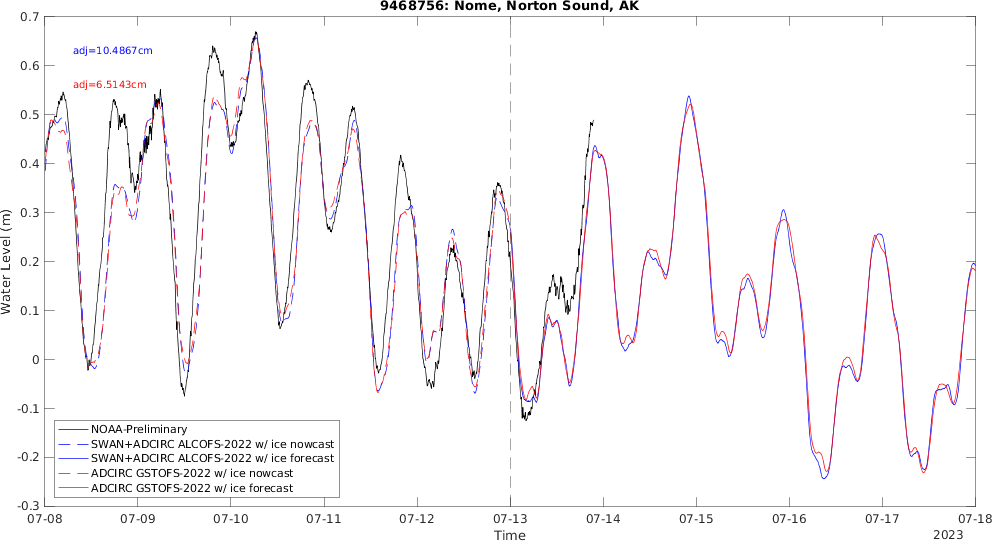 9468756: Nome, Norton Sound, AK
0.7
adj=10.4867cm
0.6
adj=6.5143cm
0.5
0.4
0.3
0.2
0.1
0
-0.1
-0.2
-0.3
Water Level (m)
NOAA-Preliminary
SWAN+ADCIRC ALCOFS-2022 w/ ice nowcast
SWAN+ADCIRC ALCOFS-2022 w/ ice forecast
ADCIRC GSTOFS-2022 w/ ice nowcast
ADCIRC GSTOFS-2022 w/ ice forecast
07-08 07-09 07-10 07-11 07-12 07-13 07-14 07-15 07-16 07-17 07-18
Time
2023